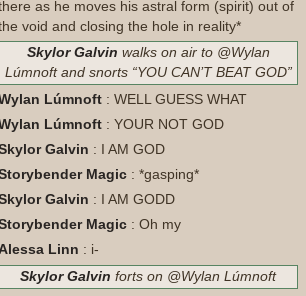 there as he moves his astral form (spirit) out of
the void and closing the hole in reality*
Skylor Galvin walks on air to @Wylan
Lúmnoft and snorts “YOU CAN’T BEAT GOD”
Wylan Lúmnoft : WELL GUESS WHAT
Wylan Lúmnoft : YOUR NOT GOD
Skylor Galvin : I AM GOD
Storybender Magic : *gasping*
Skylor Galvin : I AM GODD
Storybender Magic : Oh my
Alessa Linn : i-
Skylor Galvin forts on @Wylan Lúmnoft